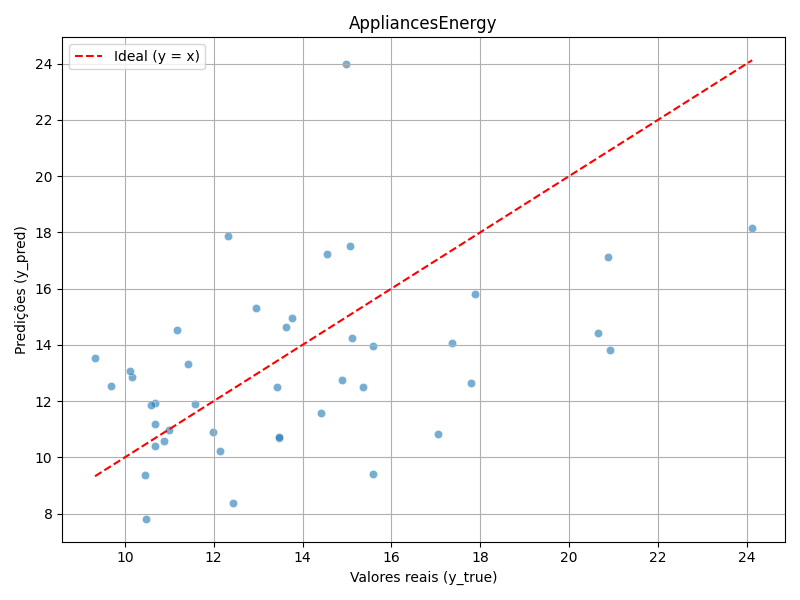 AppliancesEnergy
Ideal (y = x)
24
22
20
18
16
14
12
10
8
Predições (y_pred)
10 12 14 16 18 20 22 24
Valores reais (y_true)